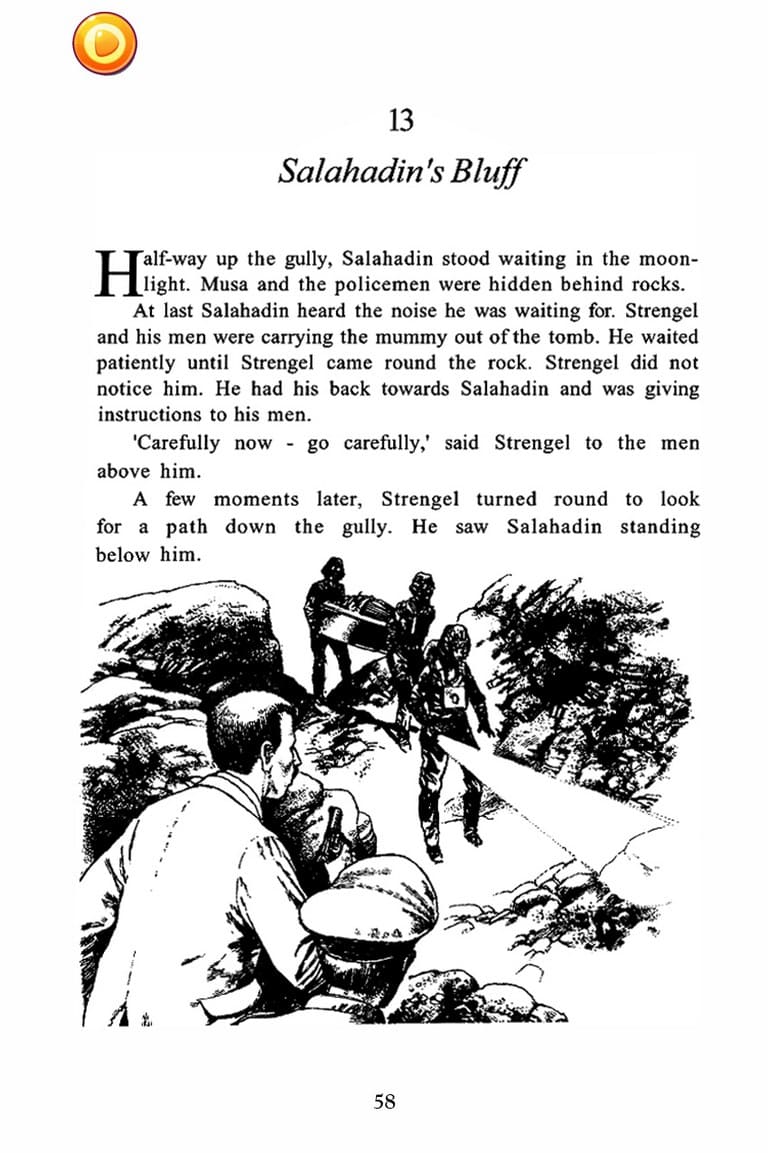 13
Salahadin's Bluff
Half-way up the gully, Salahadin stood waiting in the moon-
light. Musa and the policemen were hidden behind rocks.
At last Salahadin heard the noise he was waiting for. Strengel
and his men were carrying the mummy out of the tomb. He waited
patiently until Strengel came round the rock. Strengel did not
notice him. He had his back towards Salahadin and was giving
instructions to his men.
'Carefully now - go carefully,' said Strengel to the men
above him.
A few moments later, Strengel turned round to look
for a path down the gully. He saw Salahadin standing
below him.
58